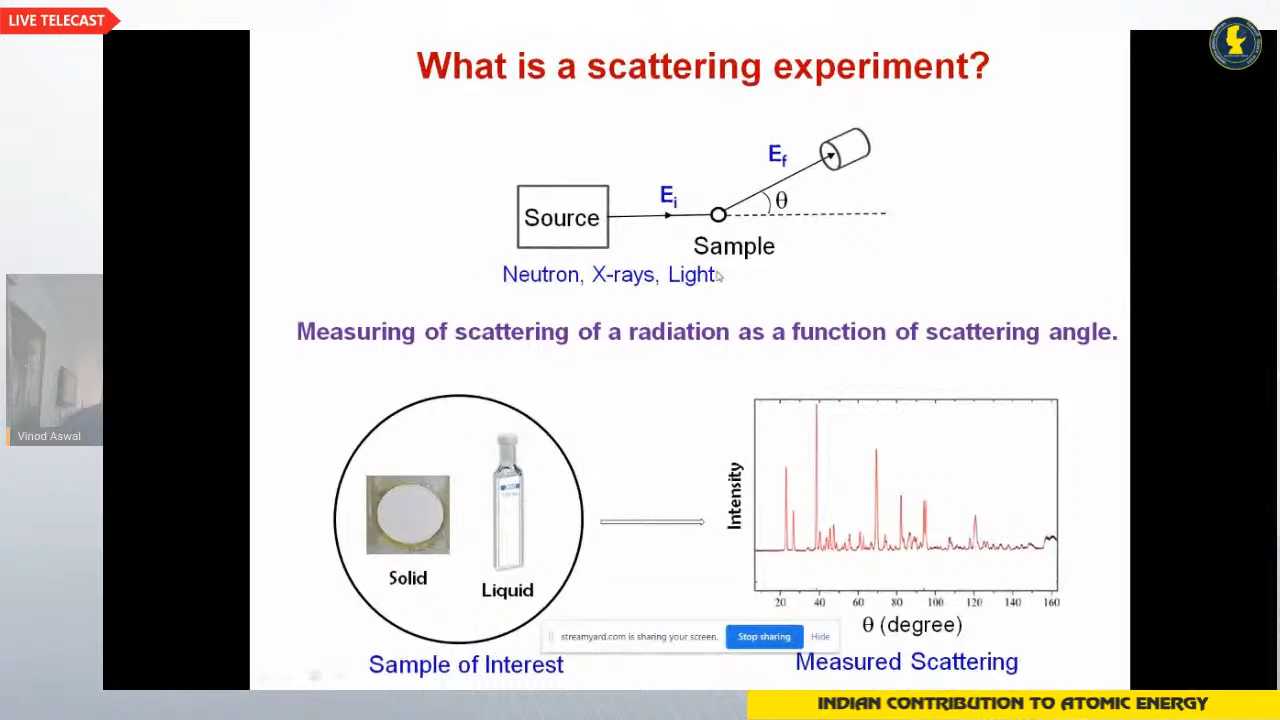 LIVE TELECAST
What is a scattering experiment?
Ef
Ei
θ
Source
Sample
Neutron, X-rays, Light
Measuring of scattering of a radiation as a function of scattering angle.
Vinod Aswal
Intensity
Solid
Liquid
20 40 60 80 100 120 140 160
θ (degree)
streamyard.com is sharing your screen. Stop sharing Hide
Sample of Interest
Measured Scattering
INDIAN CONTRIBUTION TO ATOMIC ENERGY